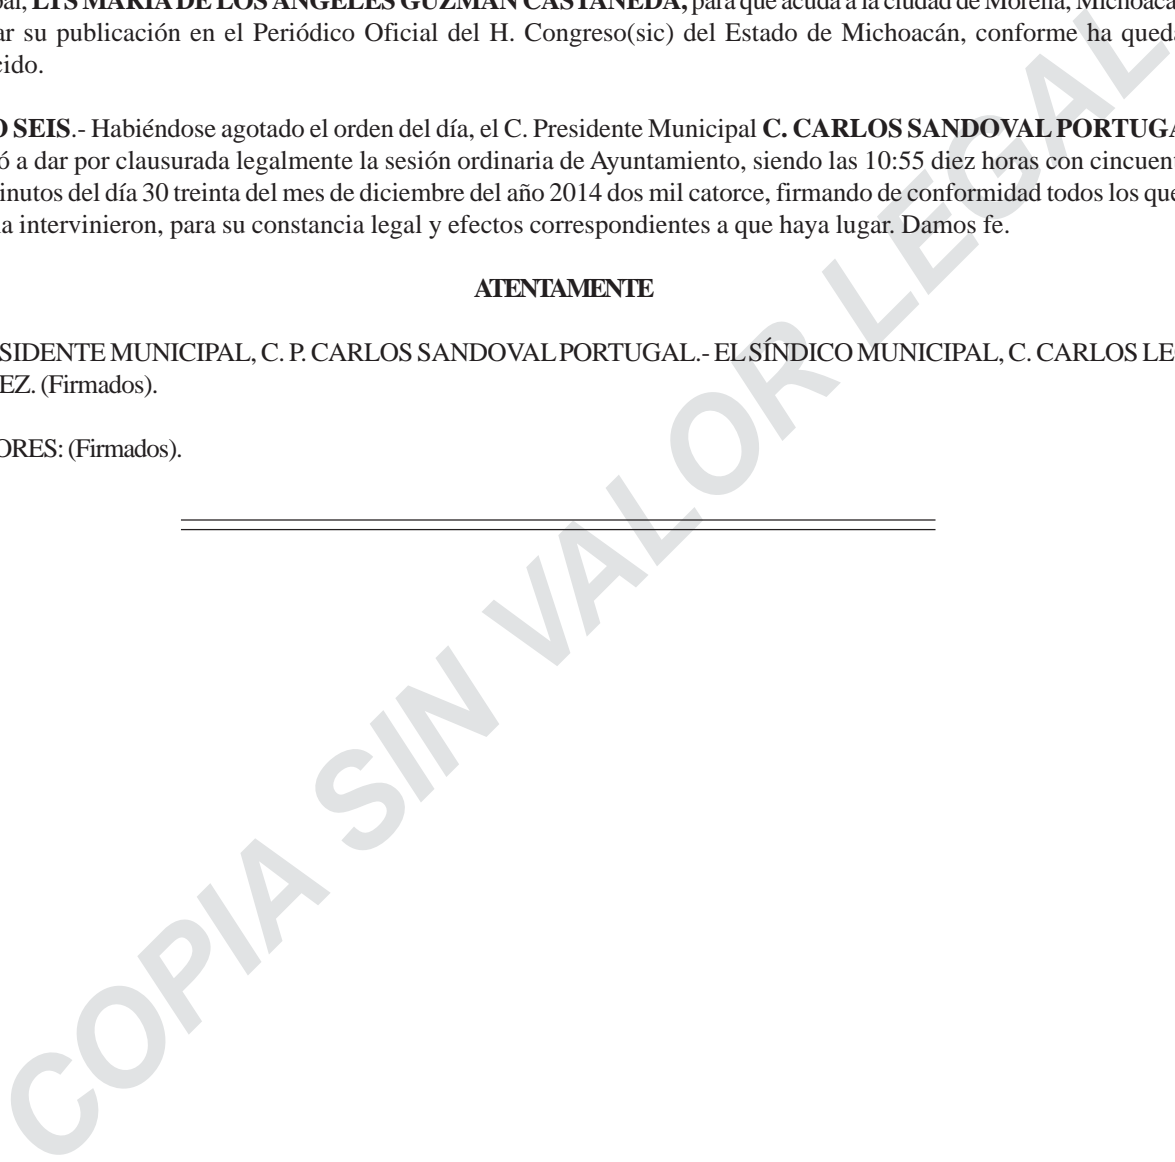 pal, LTS MARÍA DE LOS ÁNGELES GUZMÁN CASTAÑEDA, para que acuda a la ciudad de Morelia, Michoacá
ar su publicación en el Periódico Oficial del H. Congreso(sic) del Estado de Michoacán, conforme ha queda
cido.
O SEIS.- Habiéndose agotado el orden del día, el C. Presidente Municipal C. CARLOS SANDOVAL PORTUGA
ó a dar por clausurada legalmente la sesión ordinaria de Ayuntamiento, siendo las 10:55 diez horas con cincuent
inutos del día 30 treinta del mes de diciembre del año 2014 dos mil catorce, firmando de conformidad todos los que
la intervinieron, para su constancia legal y efectos correspondientes a que haya lugar. Damos fe.
ATENTAMENTE
SIDENTE MUNICIPAL, C. P. CARLOS SANDOVAL PORTUGAL.- EL SÍNDICO MUNICIPAL, C. CARLOS LE
EZ. (Firmados).
ORES: (Firmados).
COPIA SIN VALOR LEGAL